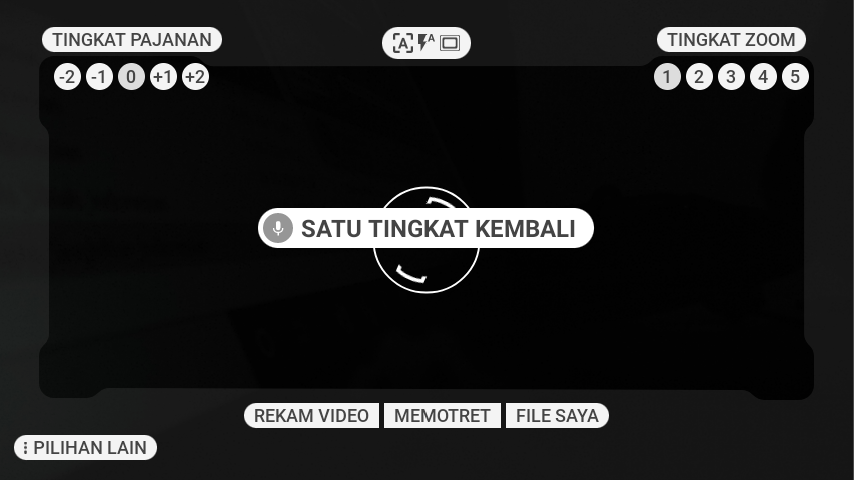 TINGKAT PAJANAN
A
A
TINGKAT ZOOM
-2 -1 0 +1 +2
1 2 3 4 5
SATU TINGKAT KEMBALI
REKAM VIDEO
MEMOTRET
FILE SAYA
PILIHAN LAIN